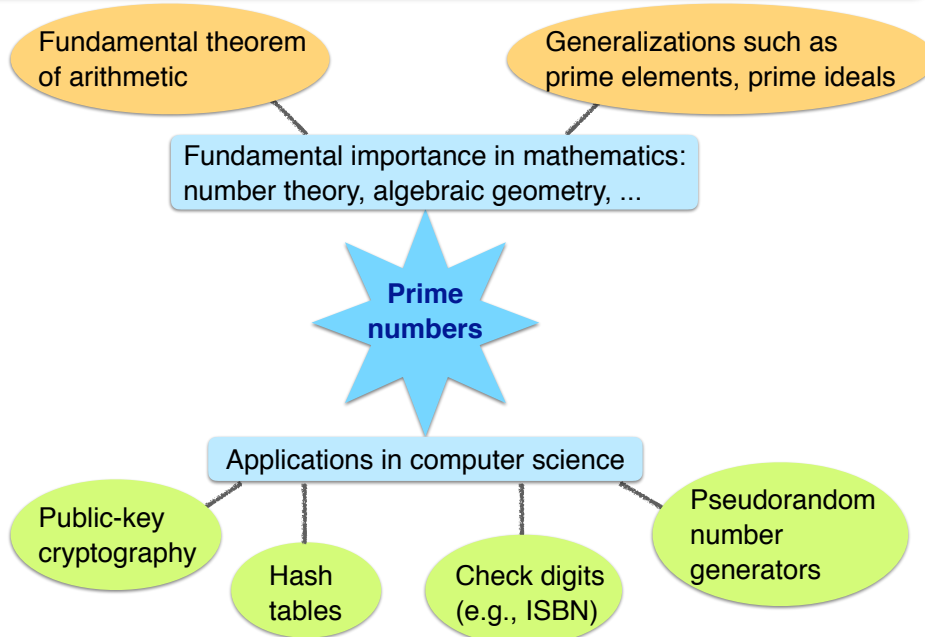 Fundamental theorem
of arithmetic
Generalizations such as
prime elements, prime ideals
Fundamental importance in mathematics:
number theory, algebraic geometry, ...
Prime
numbers
Applications in computer science
Public-key
cryptography
Hash
tables
Check digits
(e.g., ISBN)
Pseudorandom
number
generators